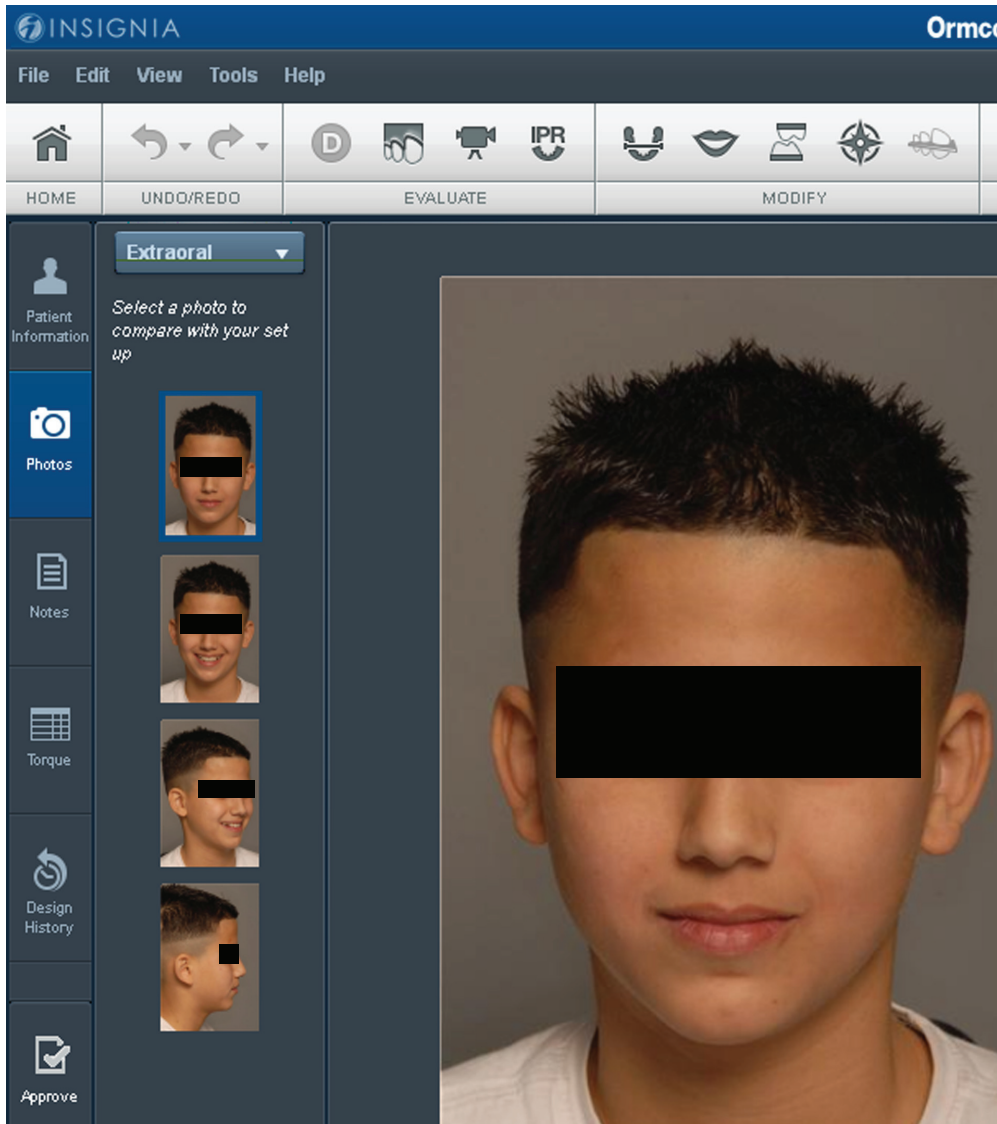 INSIGNIA
Ormco
File Edit View Tools Help
D
IPR
HOME
UNDO/REDO
EVALUATE
MODIFY
Extraoral
Select a photo to
compare with your set
up
Patient
Information
Photos
Notes
Torque
Design
History
Approve